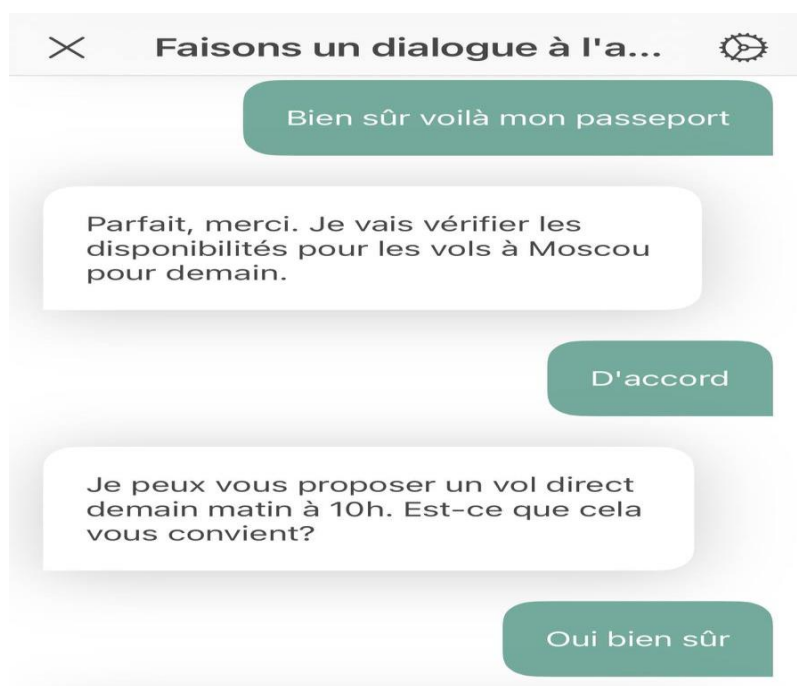 Faisons un dialogue à l'a...
Bien sûr voilà mon passeport
Parfait, merci. Je vais vérifier les
disponibilités pour les vols à Moscou
pour demain.
D'accord
Je peux vous proposer un vol direct
demain matin à 10h. Est-ce que cela
vous convient?
Oui bien sûr